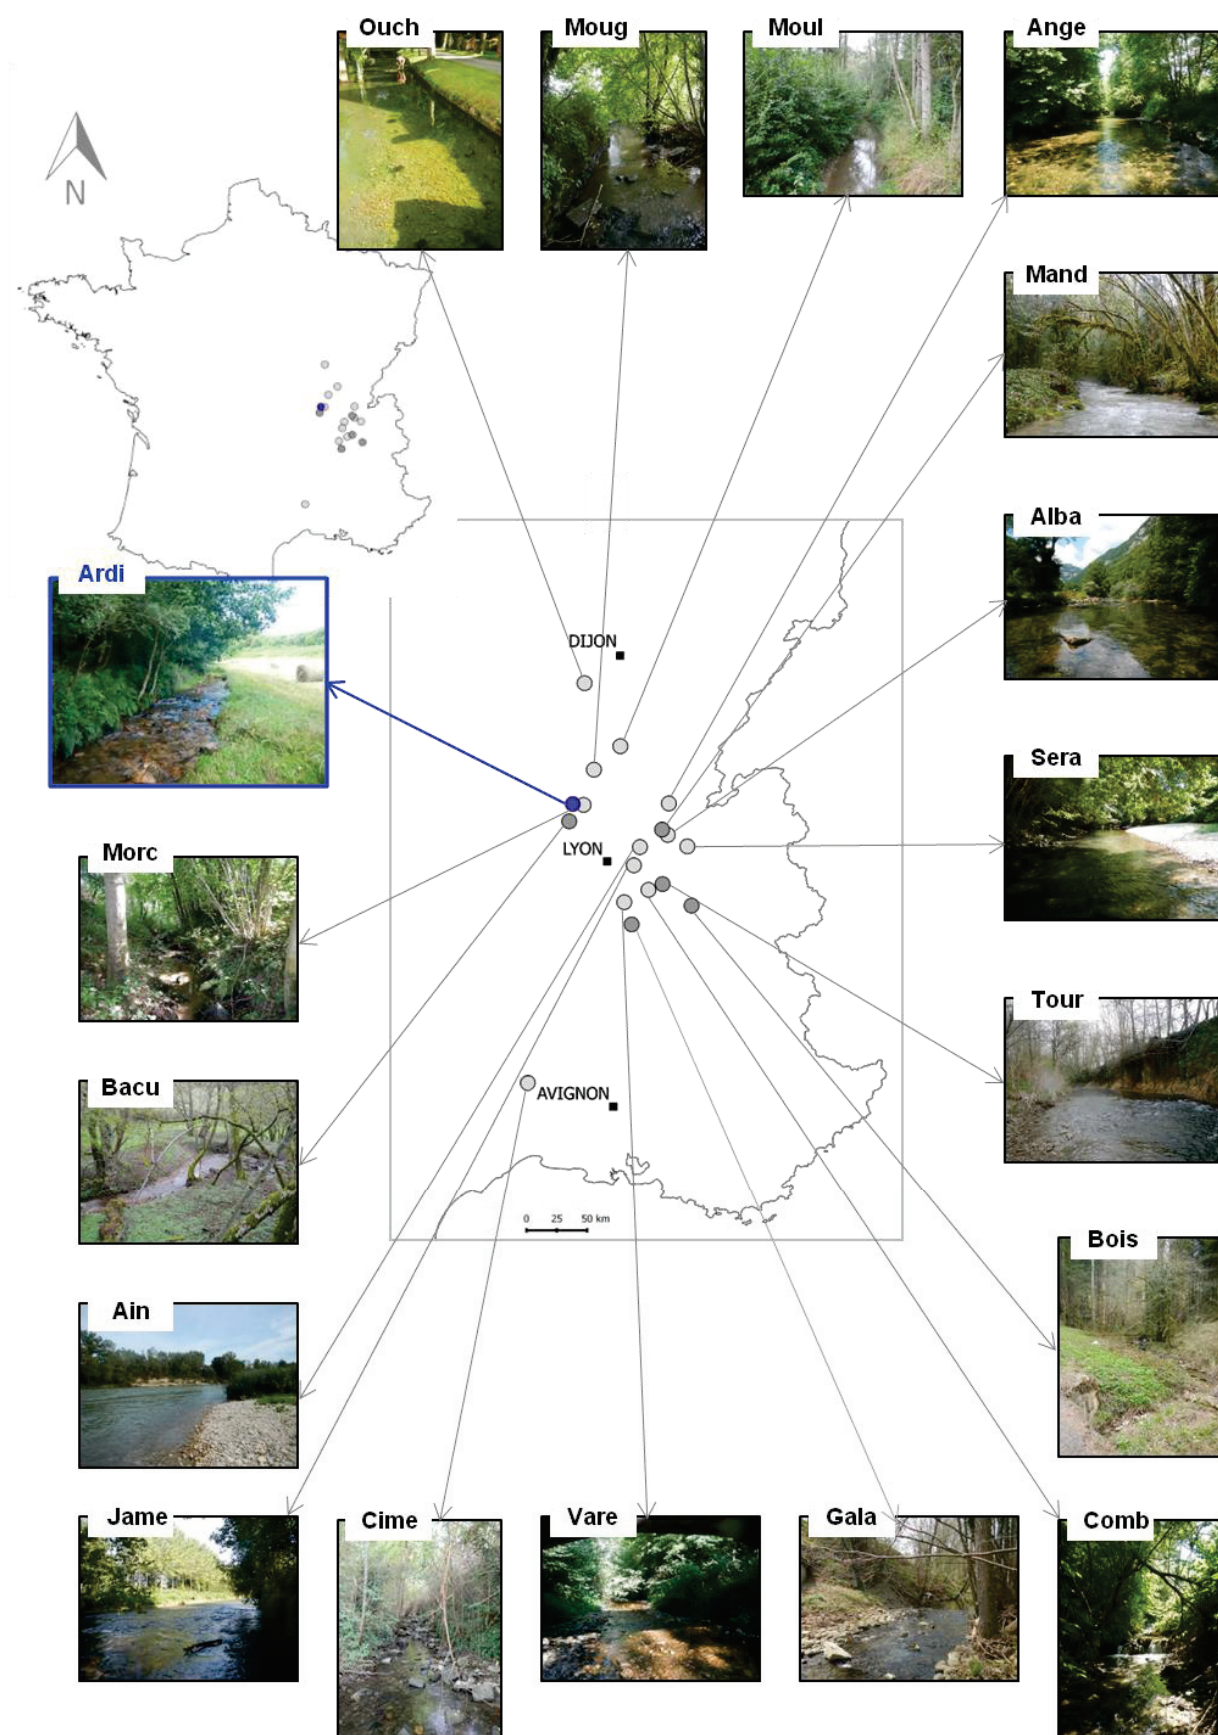 Ouch
Moug
Moul
Ange
N
Mand
Alba
Ardi
DIJON
Sera
LYON
Morc
Tour
Bacu
AVIGNON
0 25 50 km
Bois
Ain
Jame
Cime
Vare
Gala
Comb